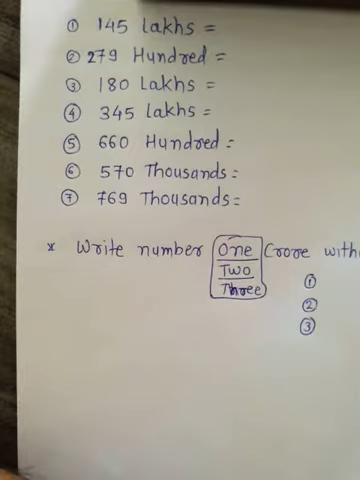 ① 145 Lakhs =
② 279 Hundred =
③ 180 Lakhs =
④ 345 Lakhs =
⑤ 660 Hundred =
⑥ 570 Thousands =
⑦ 769 Thousands =
* Write number One Crore with
Two
Three
①
②
③